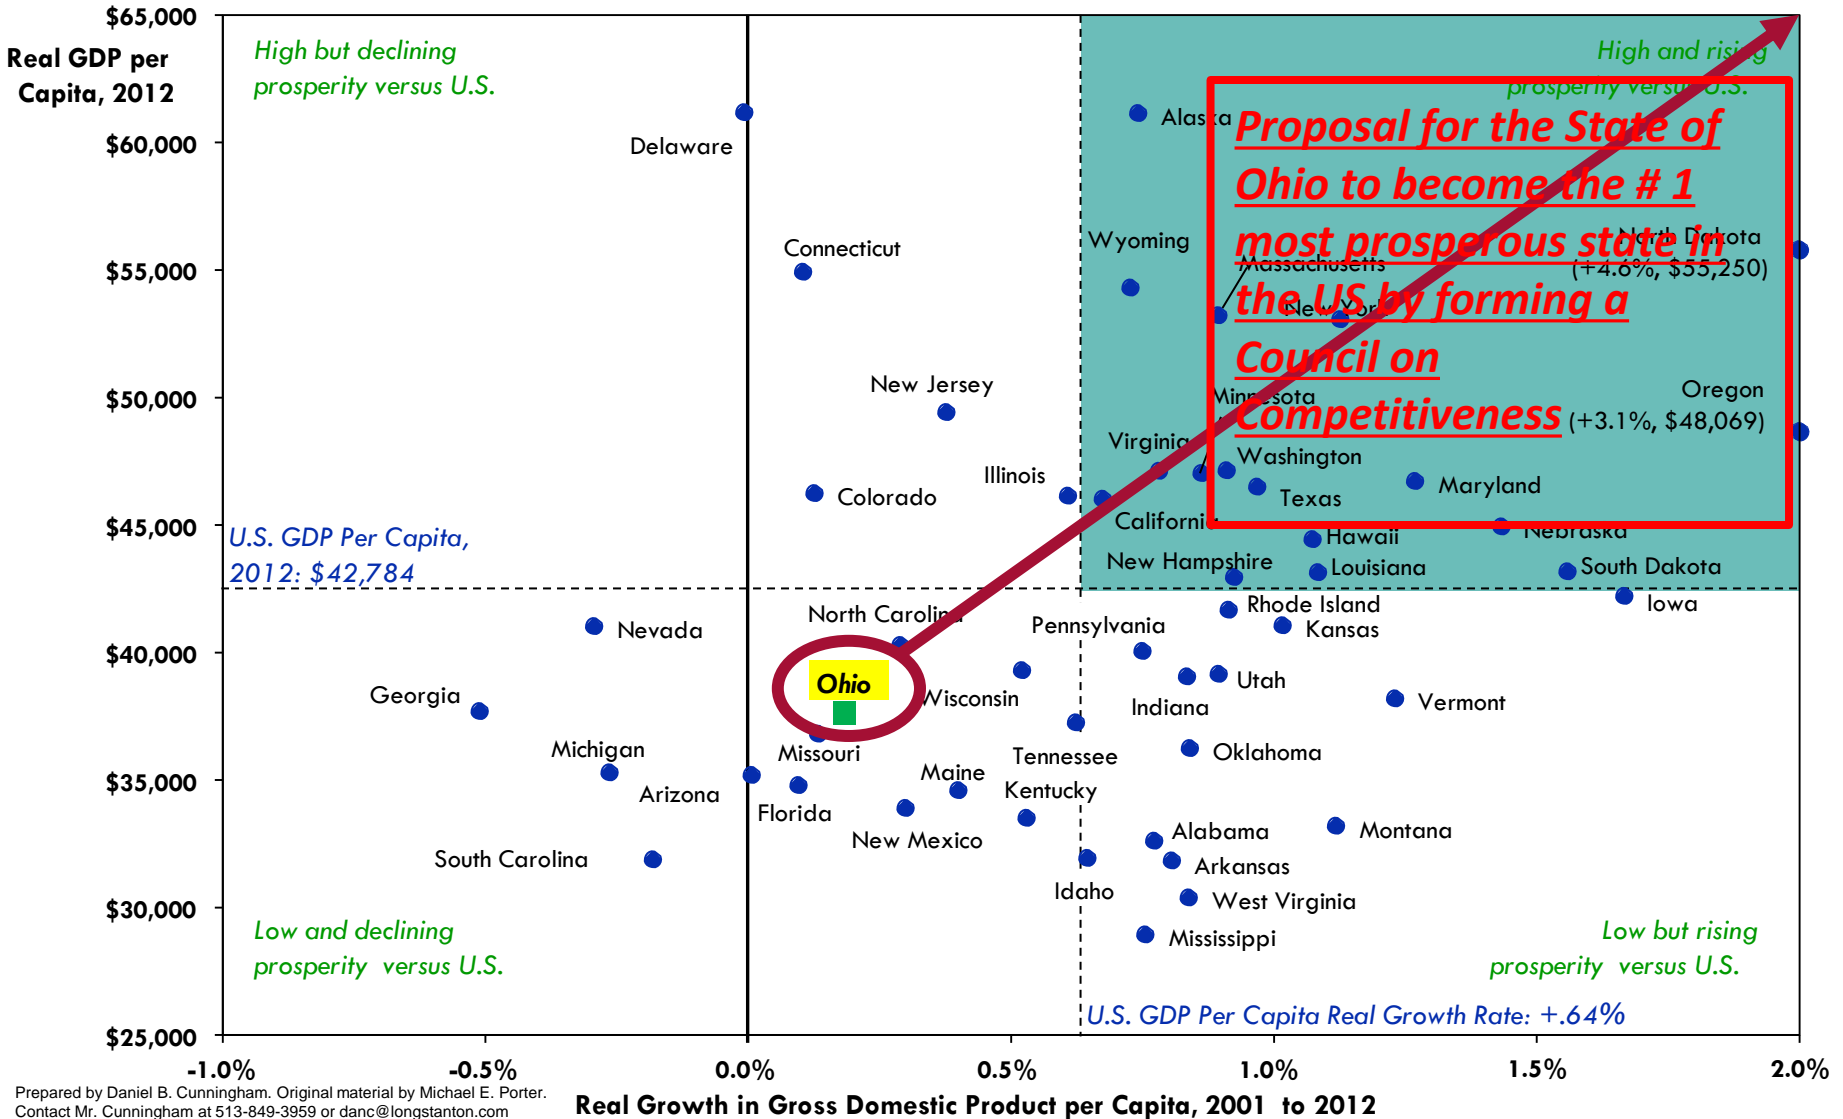 $65,000
Real GDP per
Capita, 2012
High but declining
prosperity versus U.S.
High and rising
prosperity versus U.S.
Delaware
Alaska
Proposal for the State of
Ohio to become the # 1
most prosperous state in
the US by forming a
Council on
Competitiveness
$60,000
Connecticut
Wyoming
Massachusetts
North Dakota
(+4.6%, $55,250)
$55,000
New York
New Jersey
Minnesota
Oregon
(+3.1%, $48,069)
$50,000
Virginia
Washington
Illinois
Colorado
Texas
Maryland
California
$45,000
U.S. GDP Per Capita,
2012: $42,784
Hawaii
Nebraska
New Hampshire
Louisiana
South Dakota
North Carolina
Rhode Island
Iowa
Nevada
Pennsylvania
Kansas
$40,000
Ohio
Georgia
Wisconsin
Utah
Indiana
Vermont
Michigan
Missouri
Tennessee
Oklahoma
$35,000
Arizona
Maine
Kentucky
Florida
New Mexico
Alabama
Montana
South Carolina
Arkansas
Idaho
West Virginia
$30,000
Mississippi
Low and declining
prosperity versus U.S.
Low but rising
prosperity versus U.S.
U.S. GDP Per Capita Real Growth Rate: +.64%
$25,000
-1.0%
-0.5%
0.0%
0.5%
1.0%
1.5%
2.0%
Real Growth in Gross Domestic Product per Capita, 2001 to 2012
Prepared by Daniel B. Cunningham. Original material by Michael E. Porter.
Contact Mr. Cunningham at 513-849-3959 or danc@longstanton.com